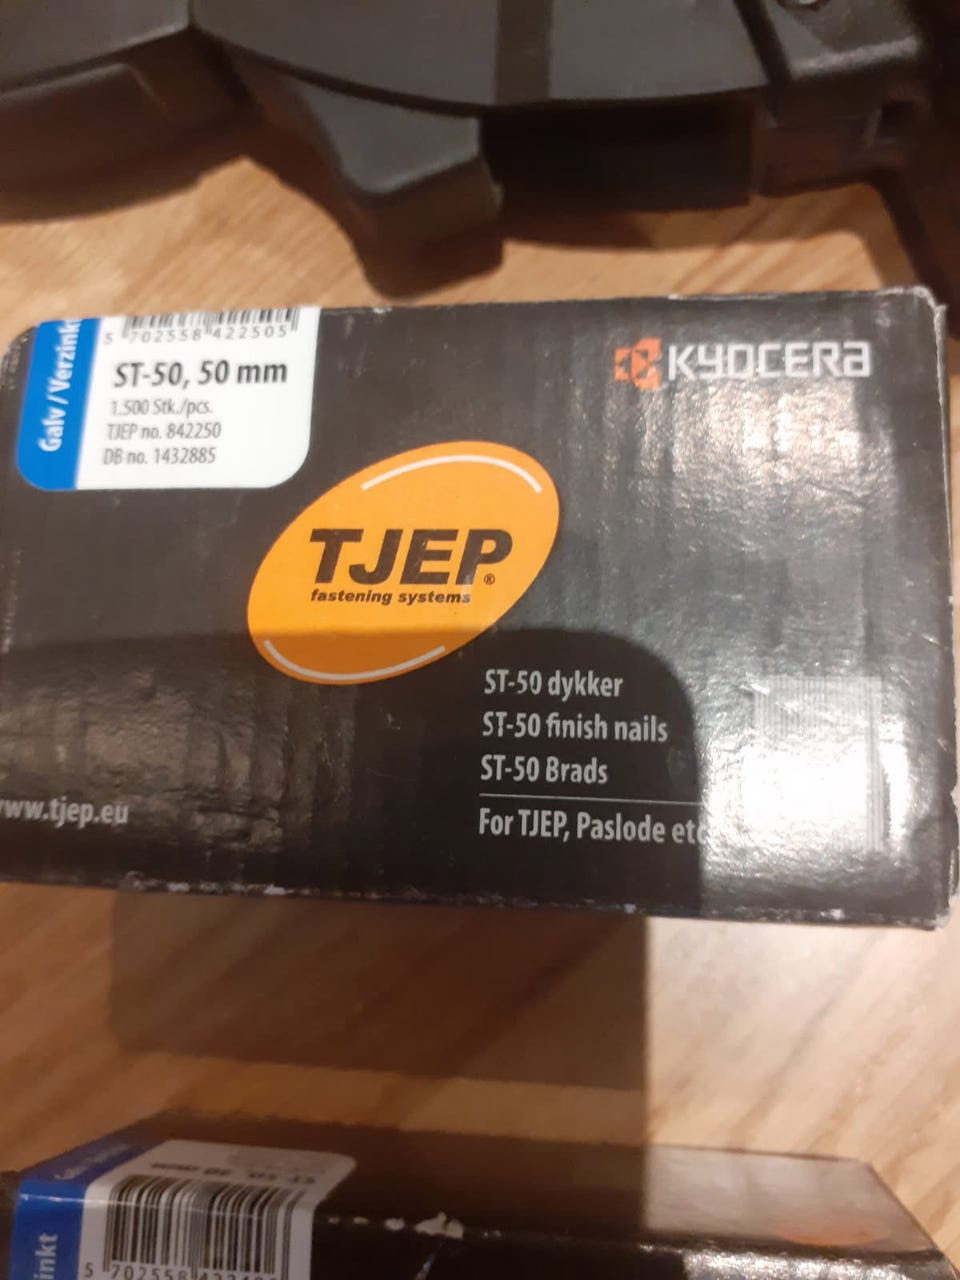 Galv / Verzinkt
5 702558 422505
ST-50, 50 mm
1.500 Stk./pcs.
TJEP no. 842250
DB no. 1432885
KYOCERA
TJEP®
fastening systems
ST-50 dykker
ST-50 finish nails
ST-50 Brads
For TJEP, Paslode etc
www.tjep.eu
inkt
5 702558